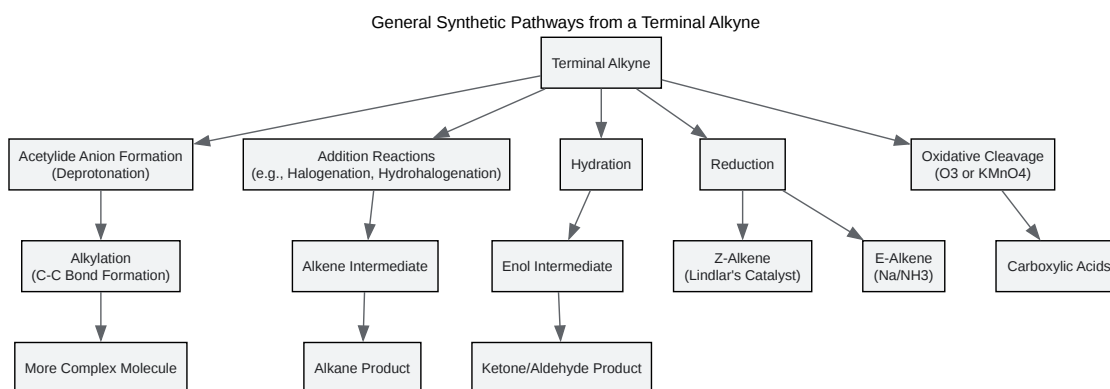 General Synthetic Pathways from a Terminal Alkyne
Terminal Alkyne
Acetylide Anion Formation
(Deprotonation)
Addition Reactions
(e.g., Halogenation, Hydrohalogenation)
Hydration
Reduction
Oxidative Cleavage
(O3 or KMnO4)
Alkylation
(C-C Bond Formation)
Alkene Intermediate
Enol Intermediate
Z-Alkene
(Lindlar's Catalyst)
E-Alkene
(Na/NH3)
Carboxylic Acids
More Complex Molecule
Alkane Product
Ketone/Aldehyde Product